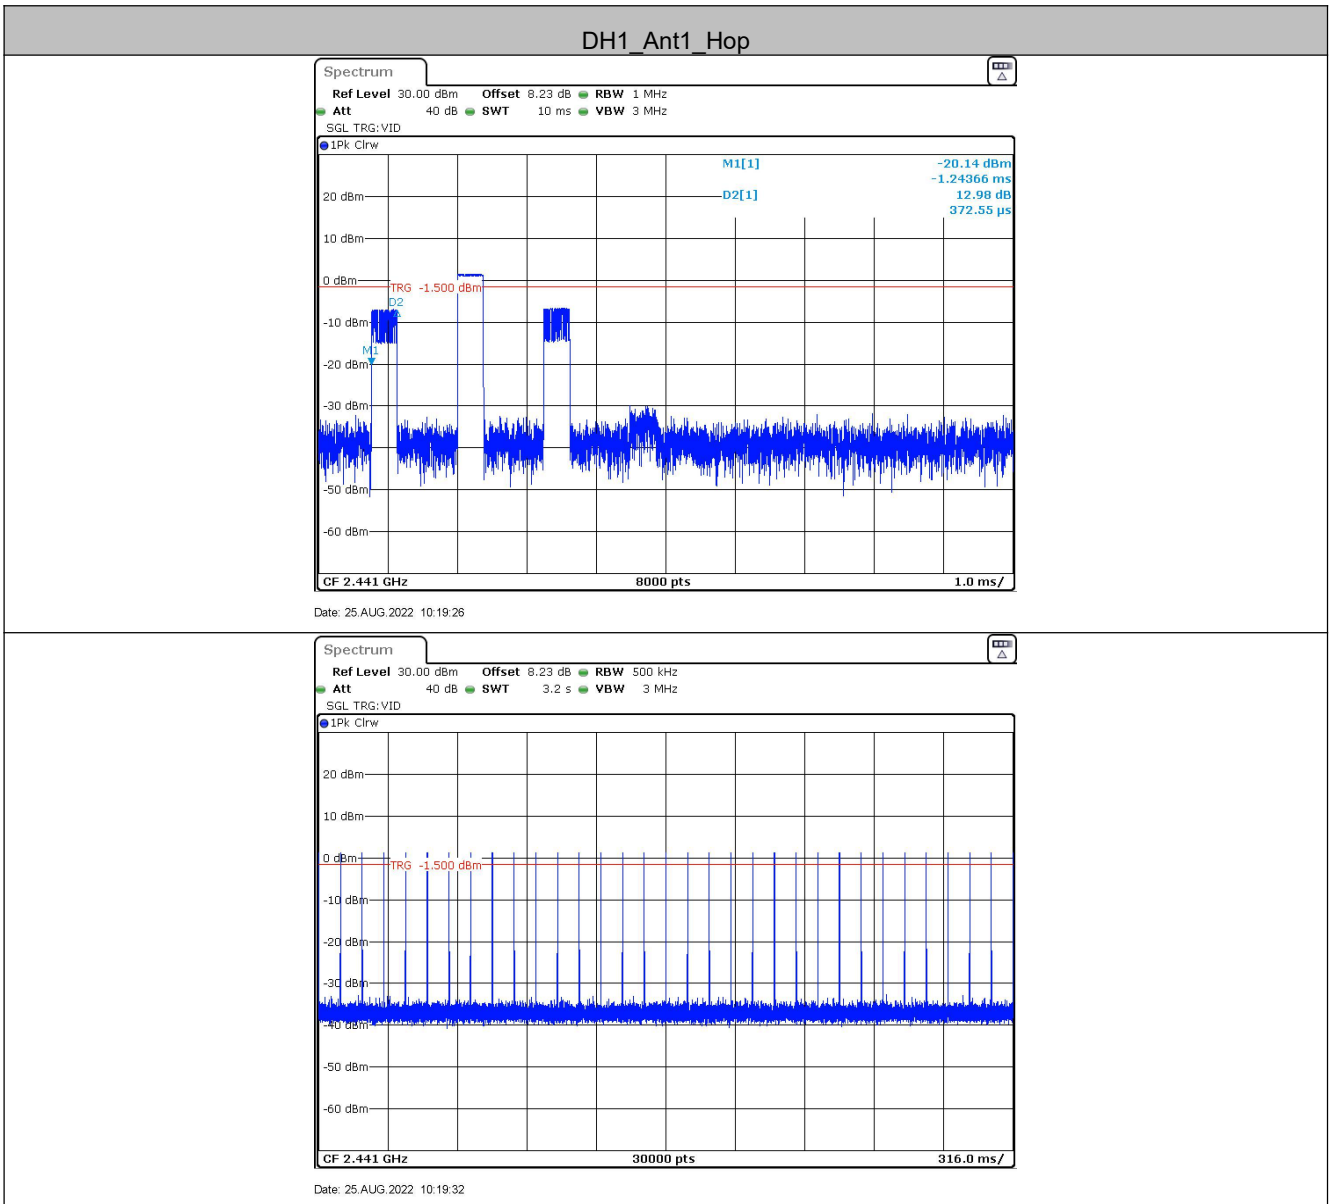 DH1_Ant1_Hop
Spectrum
Ref Level 30.00 dBm Offset 8.23 dB RBW 1 MHz
Att 40 dB SWT 10 ms VBW 3 MHz
SGL TRG:VID
1Pk Clrw
M1[1] -20.14 dBm
-1.24366 ms
20 dBm D2[1] 12.98 dB
372.55 µs
10 dBm
0 dBm
TRG -1.500 dBm
D2
-10 dBm
M1
-20 dBm
-30 dBm
-50 dBm
-60 dBm
CF 2.441 GHz 8000 pts 1.0 ms/
Date: 25.AUG.2022 10:19:26
Spectrum
Ref Level 30.00 dBm Offset 8.23 dB RBW 500 kHz
Att 40 dB SWT 3.2 s VBW 3 MHz
SGL TRG:VID
1Pk Clrw
20 dBm
10 dBm
0 dBm
TRG -1.500 dBm
-10 dBm
-20 dBm
-30 dBm
-40 dBm
-50 dBm
-60 dBm
CF 2.441 GHz 30000 pts 316.0 ms/
Date: 25.AUG.2022 10:19:32